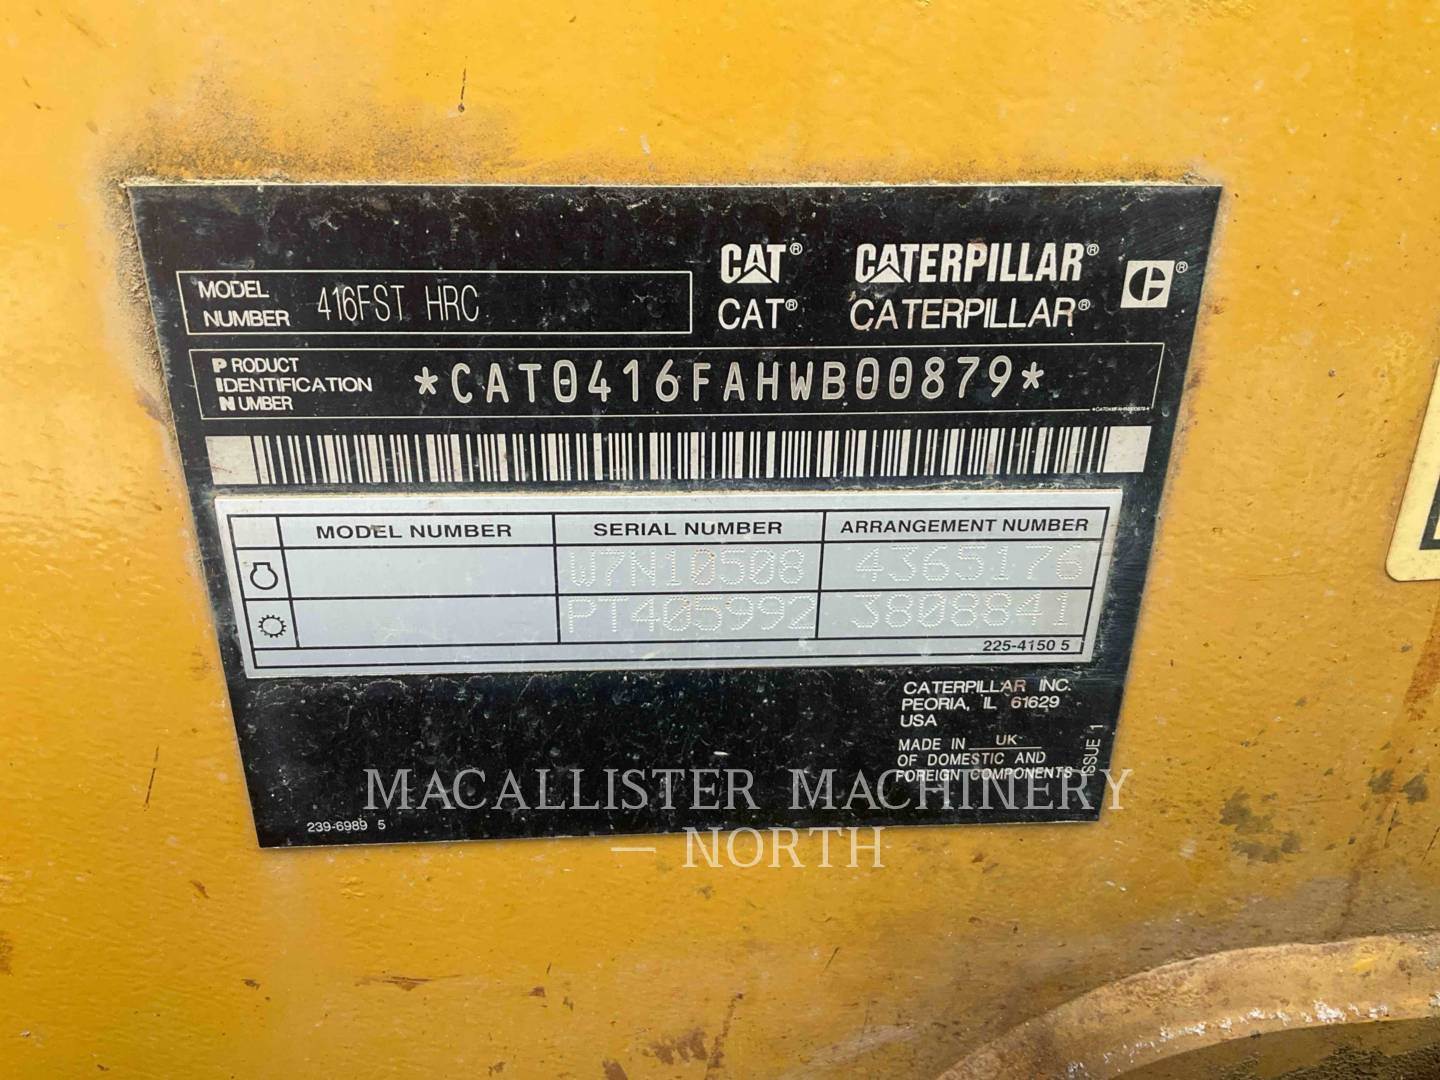 MODEL NUMBER 416FST HRC
CAT® CATERPILLAR®
CAT® CATERPILLAR® C®
PRODUCT IDENTIFICATION NUMBER *CAT0416FAHWB00879*
*CAT0416FAHWB00879*
MODEL NUMBER SERIAL NUMBER ARRANGEMENT NUMBER
W7N10508 4365176
PT405992 3808841
225-4150 5
CATERPILLAR INC.
PEORIA, IL 61629
USA
MADE IN UK
OF DOMESTIC AND
FOREIGN COMPONENTS
ISSUE 1
239-6989 5
MACALLISTER MACHINERY
— NORTH